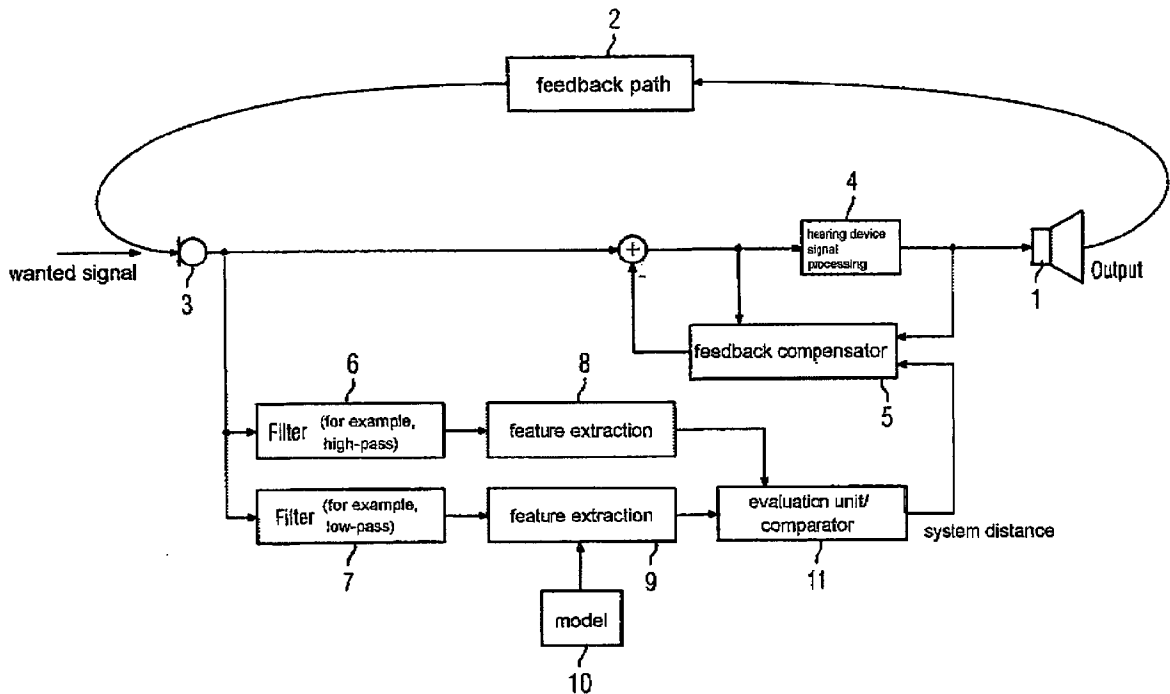 2
feedback path
4
hearing device
signal
processing
+
-
wanted signal
3
1
Output
feedback compensator
5
6
Filter (for example,
high-pass)
8
feature extraction
Filter (for example,
low-pass)
7
feature extraction
9
evaluation unit/
comparator
11
system distance
model
10